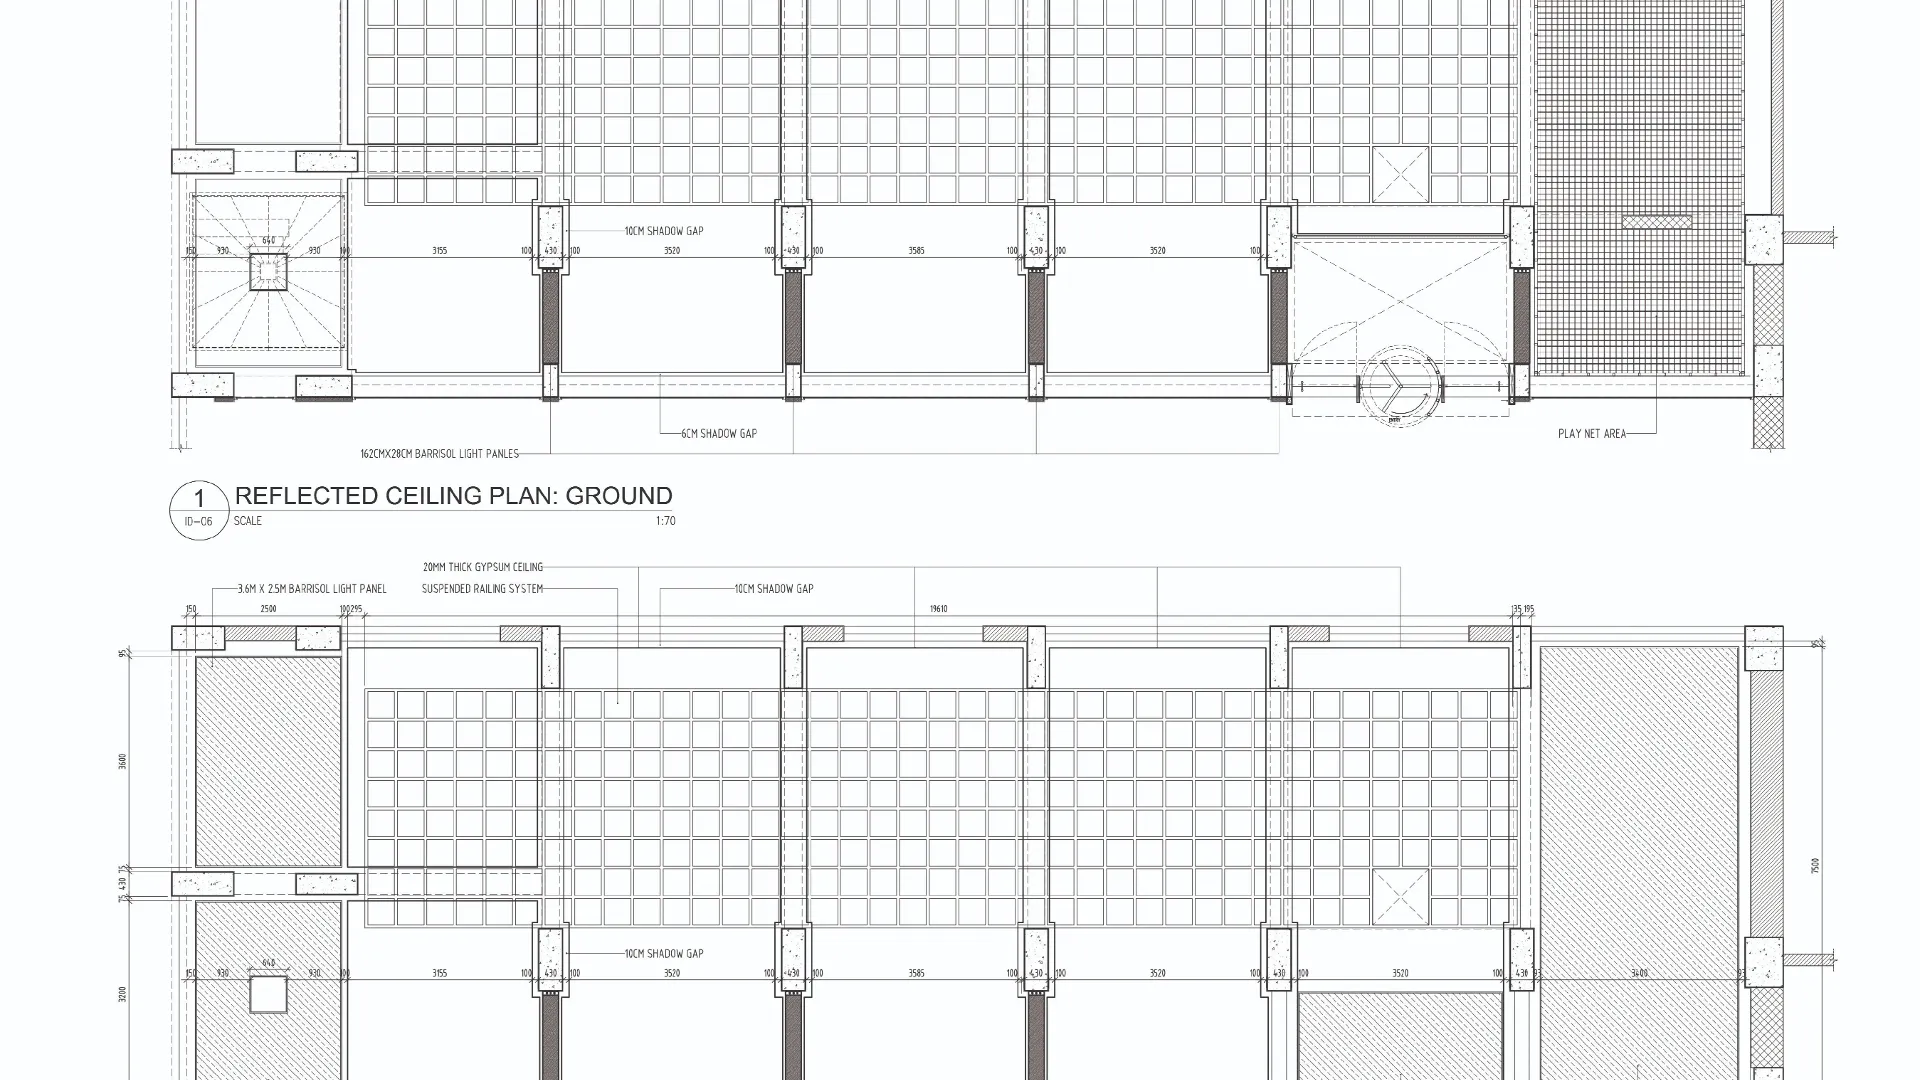 10CM SHADOW GAP
640
150 930 930 100 3155 100 430 100 3520 100 430 100 3585 100 430 100 3520 100
PLAY NET AREA
6CM SHADOW GAP
162CMX28CM BARRISOL LIGHT PANLES
1 REFLECTED CEILING PLAN: GROUND
ID-06 SCALE 1:70
20MM THICK GYPSUM CEILING
3.6M X 2.5M BARRISOL LIGHT PANEL SUSPENDED RAILING SYSTEM 10CM SHADOW GAP
150 2500 100 295 19610 135 195
95 95
3600
7500
75
430
75
10CM SHADOW GAP
640
150 930 930 100 3155 100 430 100 3520 100 430 100 3585 100 430 100 3520 100 430 100 3520 100 430 93 3400 93
3200